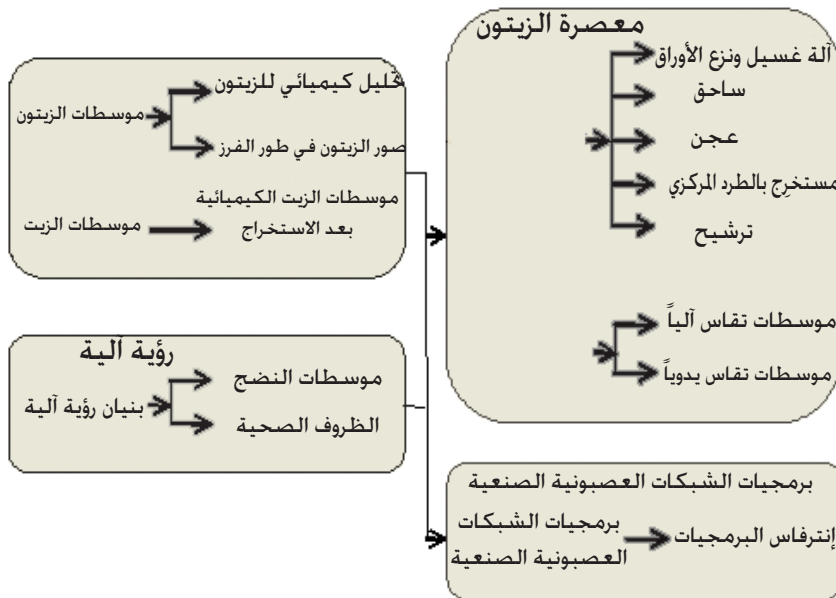 معصرة الزيتون
آلة غسيل ونزع الأوراق
ساحق
عجن
مستخرج بالطرد المركزي
ترشيح
موسطات تقاس آلياً
موسطات تقاس يدوياً
تحليل كيميائي للزيتون
موسطات الزيتون
صور الزيتون في طور الفرز
موسطات الزيت الكيميائية
بعد الاستخراج
موسطات الزيت
رؤية آلية
موسطات النضج
بنيان رؤية آلية
الظروف الصحية
برمجيات الشبكات العصبونية الصنعية
برمجيات الشبكات
العصبونية الصنعية
إنترفاس البرمجيات